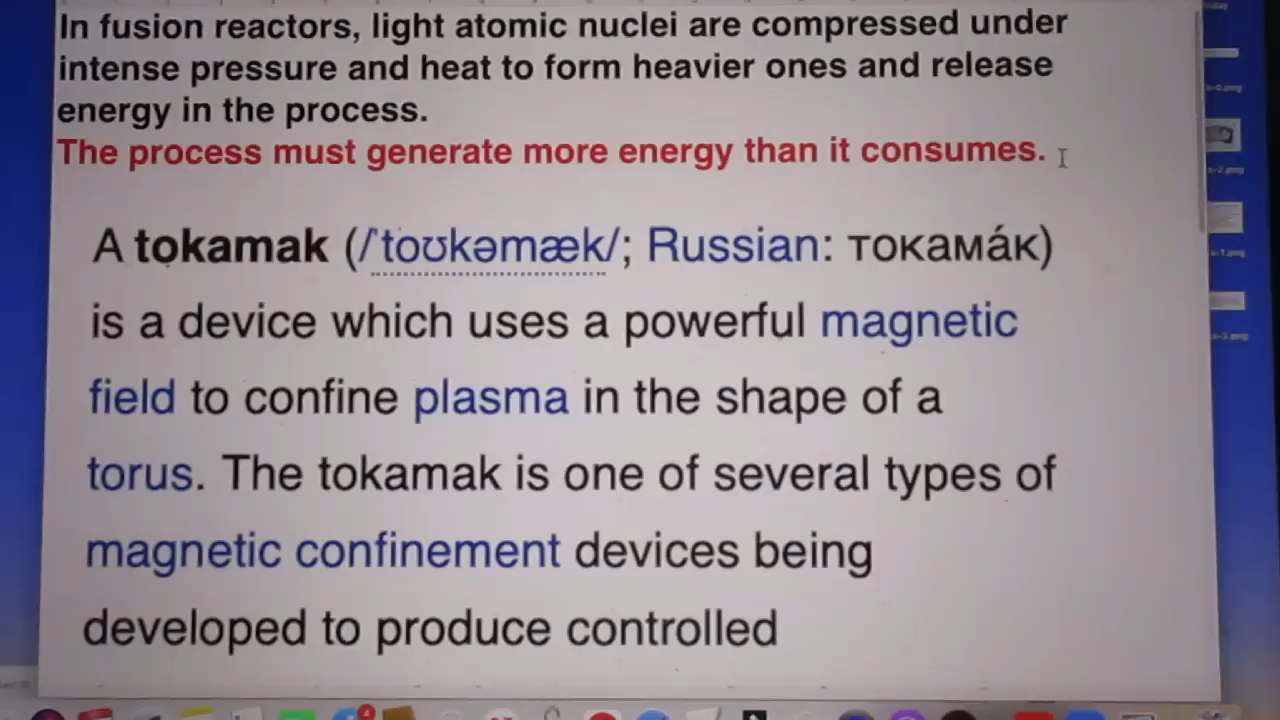 In fusion reactors, light atomic nuclei are compressed under
intense pressure and heat to form heavier ones and release
energy in the process.
The process must generate more energy than it consumes.
A tokamak (/ˈtoʊkəmæk/; Russian: токама́к)
is a device which uses a powerful magnetic
field to confine plasma in the shape of a
torus. The tokamak is one of several types of
magnetic confinement devices being
developed to produce controlled